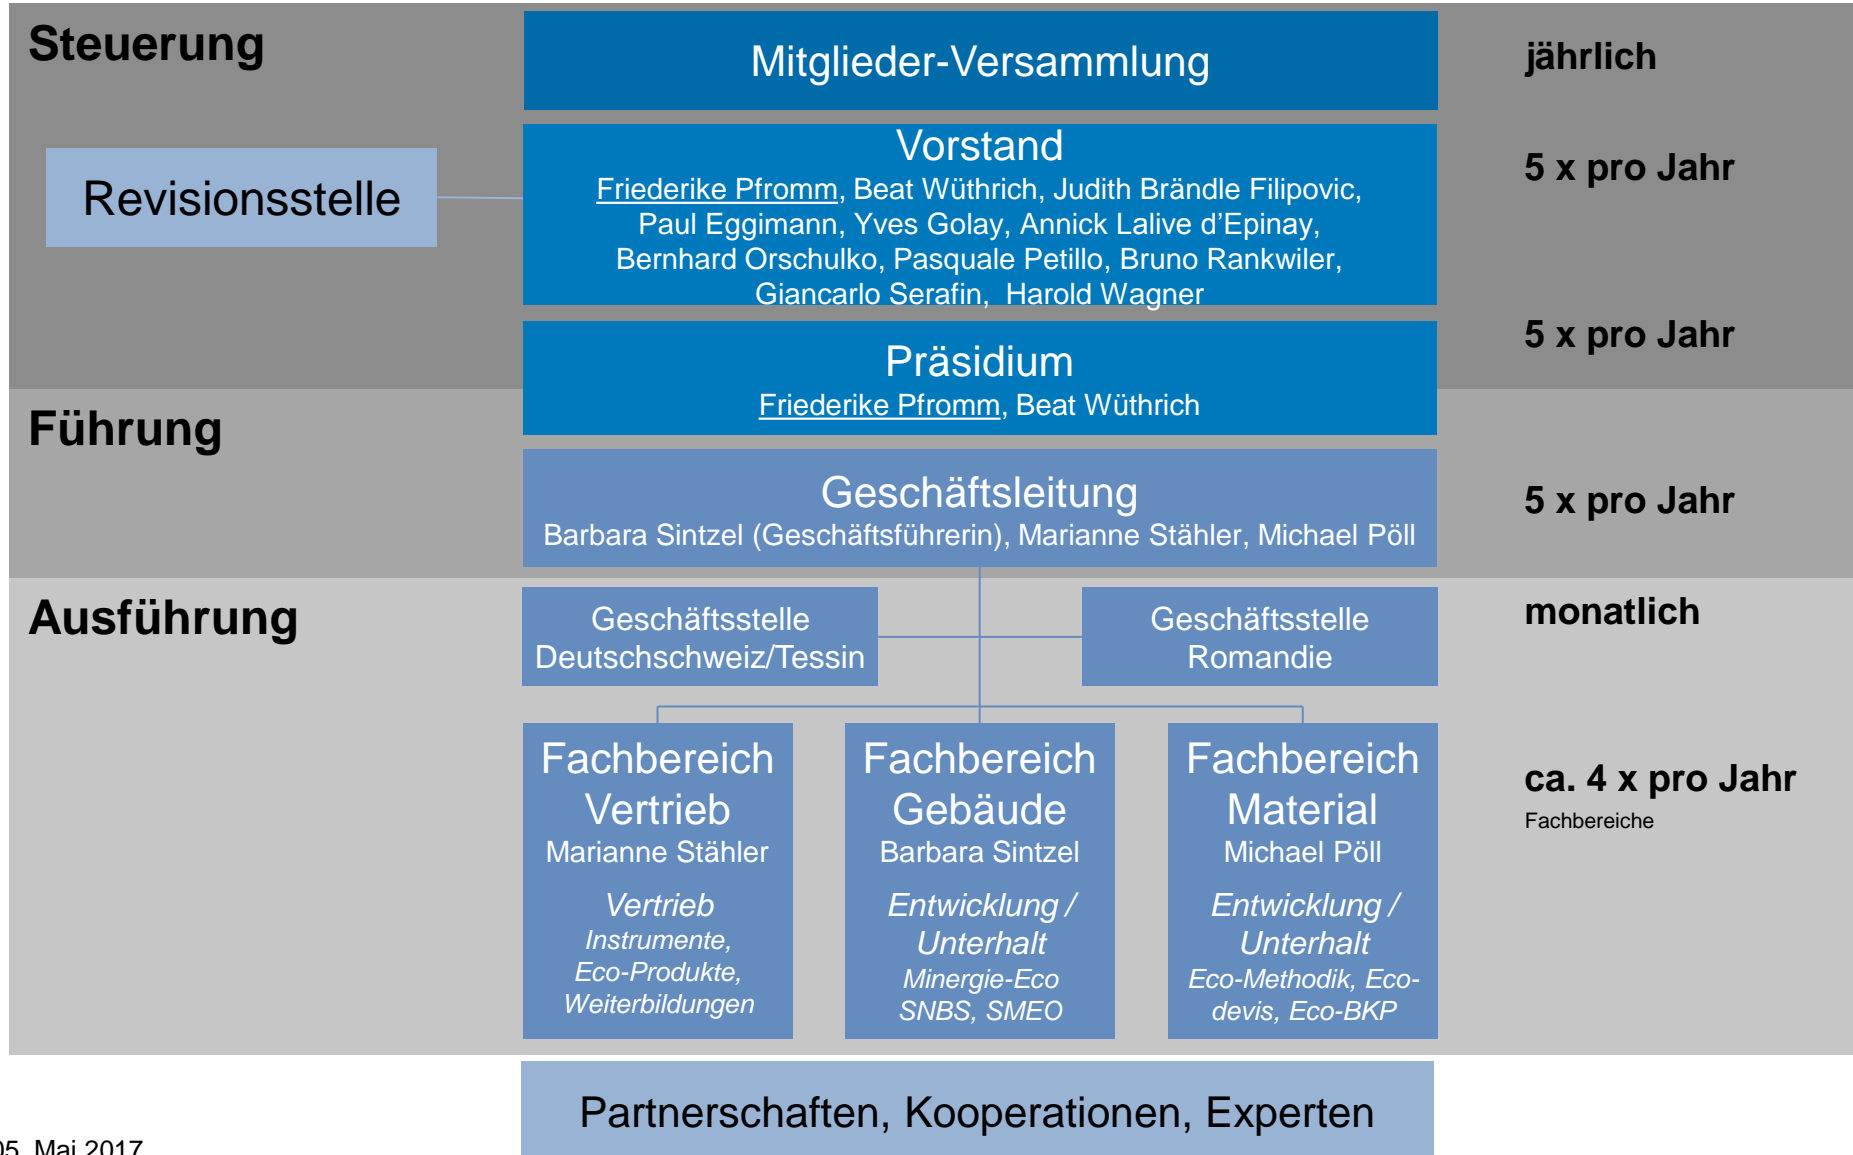 Steuerung
Mitglieder-Versammlung
jährlich
Revisionsstelle
Vorstand
Friederike Pfromm, Beat Wüthrich, Judith Brändle Filipovic,
Paul Eggimann, Yves Golay, Annick Lalive d’Epinay,
Bernhard Orschulko, Pasquale Petillo, Bruno Rankwiler,
Giancarlo Serafin, Harold Wagner
5 x pro Jahr
Präsidium
Friederike Pfromm, Beat Wüthrich
5 x pro Jahr
Führung
Geschäftsleitung
Barbara Sintzel (Geschäftsführerin), Marianne Stähler, Michael Pöll
5 x pro Jahr
Ausführung
Geschäftsstelle
Deutschschweiz/Tessin
Geschäftsstelle
Romandie
monatlich
Fachbereich
Vertrieb
Marianne Stähler
Vertrieb
Instrumente,
Eco-Produkte,
Weiterbildungen
Fachbereich
Gebäude
Barbara Sintzel
Entwicklung /
Unterhalt
Minergie-Eco
SNBS, SMEO
Fachbereich
Material
Michael Pöll
Entwicklung /
Unterhalt
Eco-Methodik, Eco-
devis, Eco-BKP
ca. 4 x pro Jahr
Fachbereiche
Partnerschaften, Kooperationen, Experten
05. Mai 2017